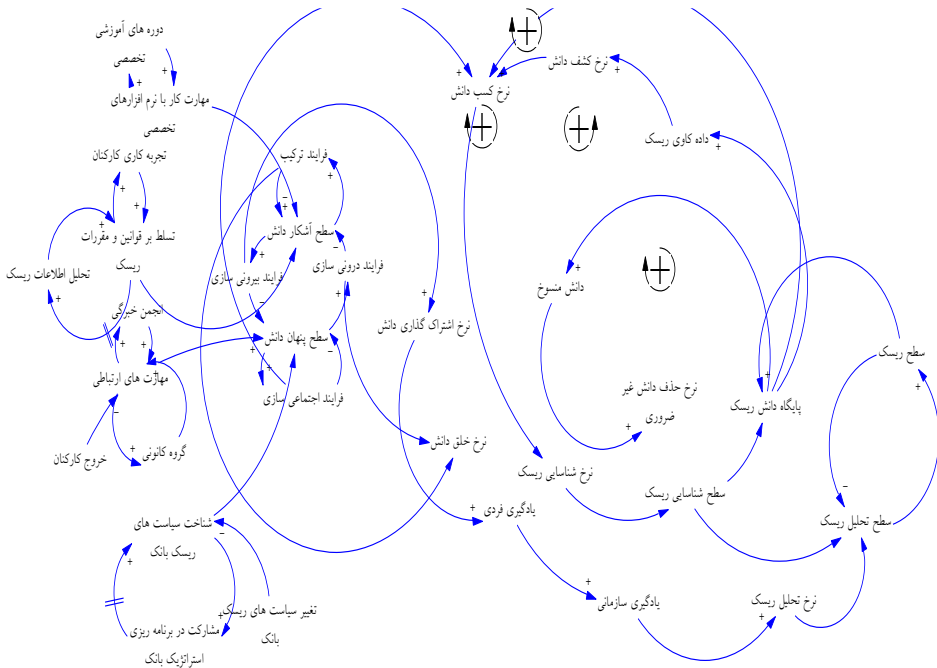 دوره های آموزشی
تخصصی
مهارت کار با نرم افزارهای
تخصصی
تجربه کاری کارکنان
تسلط بر قوانین و مقررات
ریسک
تحلیل اطلاعات ریسک
انجمن خبرگی
مهارت های ارتباطی
خروج کارکنان
گروه کانونی
شناخت سیاست های
ریسک بانک
تغییر سیاست های ریسک
بانک
مشارکت در برنامه ریزی
استراتژیک بانک
فرایند ترکیب
سطح آشکار دانش
فرایند درونی سازی
فرایند بیرونی سازی
سطح پنهان دانش
فرایند اجتماعی سازی
نرخ اشتراک گذاری دانش
نرخ خلق دانش
نرخ کسب دانش
نرخ کشف دانش
داده کاوی ریسک
دانش منسوخ
نرخ حذف دانش غیر
ضروری
پایگاه دانش ریسک
سطح ریسک
نرخ شناسایی ریسک
سطح شناسایی ریسک
سطح تحلیل ریسک
یادگیری فردی
یادگیری سازمانی
نرخ تحلیل ریسک